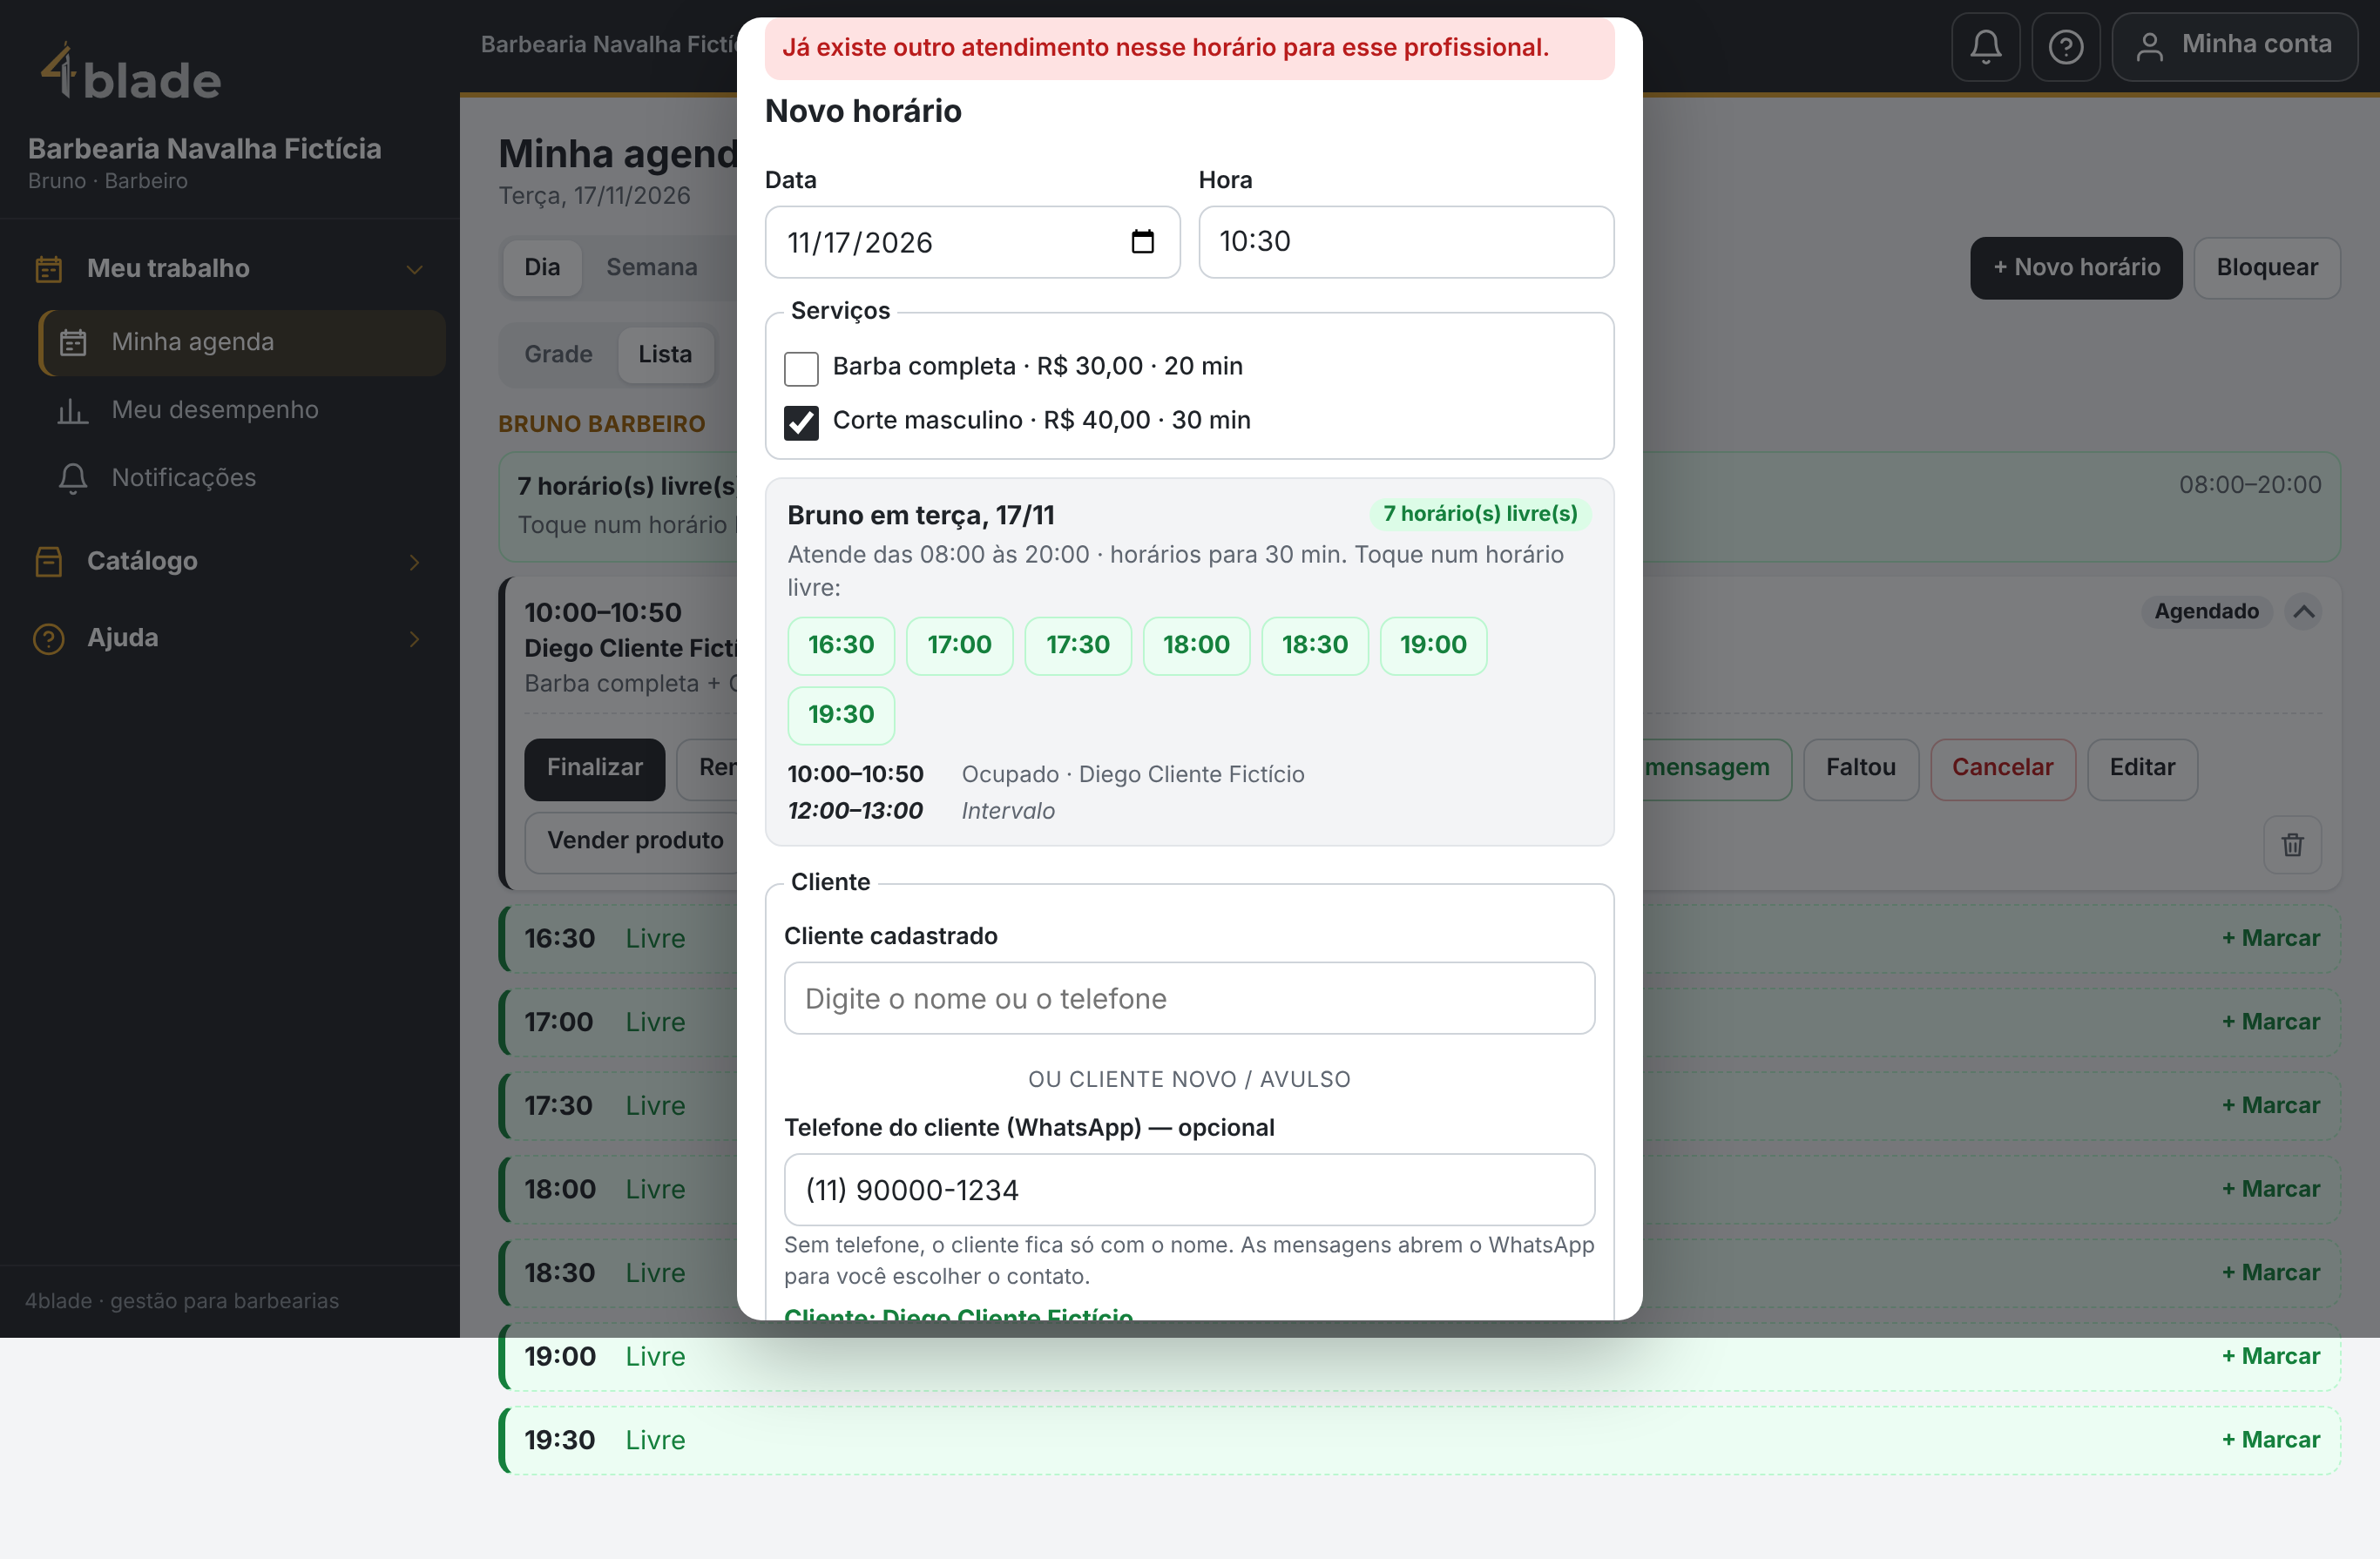 4blade
Barbearia Navalha Fictícia
Bruno · Barbeiro
Meu trabalho
Minha agenda
Meu desempenho
Notificações
Catálogo
Ajuda
4blade · gestão para barbearias
Barbearia Navalha
Minha conta
Minha
Terça, 17/11/2026
Dia
Semana
+ Novo horário
Bloquear
Grade
Lista
BRUNO BARBEIRO
7 horário(s)
08:00–20:00
Toque num horário
10:00–10:50
Agendado
Diego Cliente
Barba completa +
Finalizar
mensagem
Faltou
Cancelar
Editar
Vender produto
16:30 Livre + Marcar
17:00 Livre + Marcar
17:30 Livre + Marcar
18:00 Livre + Marcar
18:30 Livre + Marcar
19:00 Livre + Marcar
19:30 Livre + Marcar
Já existe outro atendimento nesse horário para esse profissional.
Novo horário
Data
Hora
11/17/2026
10:30
Serviços
Barba completa · R$ 30,00 · 20 min
Corte masculino · R$ 40,00 · 30 min
Bruno em terça, 17/11
7 horário(s) livre(s)
Atende das 08:00 às 20:00 · horários para 30 min. Toque num horário
livre:
16:30 17:00 17:30 18:00 18:30 19:00
19:30
10:00–10:50 Ocupado · Diego Cliente Fictício
12:00–13:00 Intervalo
Cliente
Cliente cadastrado
Digite o nome ou o telefone
OU CLIENTE NOVO / AVULSO
Telefone do cliente (WhatsApp) — opcional
(11) 90000-1234
Sem telefone, o cliente fica só com o nome. As mensagens abrem o WhatsApp
para você escolher o contato.
Cliente: Diego Cliente Fictício